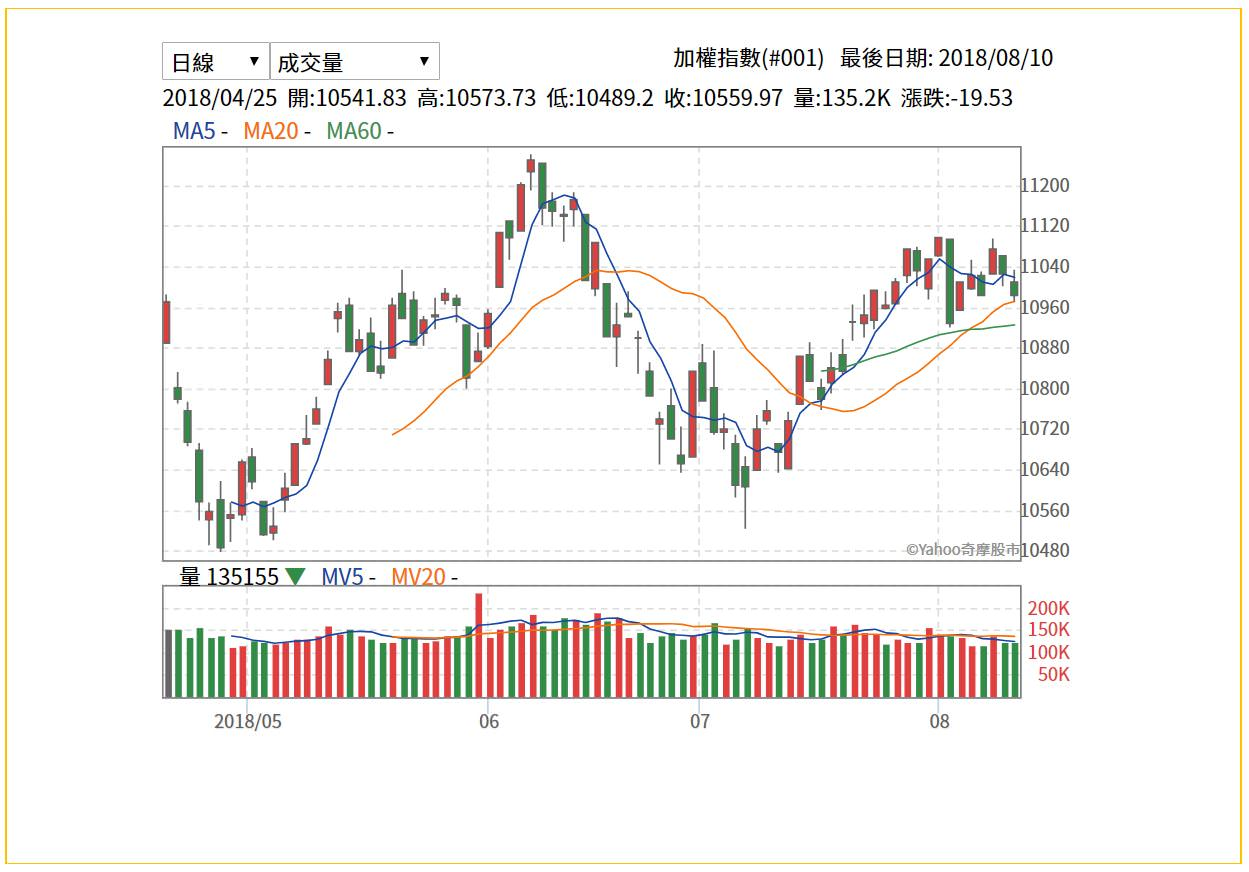 日線 ▼ 成交量 ▼ 加權指數(#001) 最後日期: 2018/08/10
2018/04/25 開:10541.83 高:10573.73 低:10489.2 收:10559.97 量:135.2K 漲跌:-19.53
MA5 - MA20 - MA60 -
11200
11120
11040
10960
10880
10800
10720
10640
10560
©Yahoo奇摩股市 10480
量 135155 ▼ MV5 - MV20 -
200K
150K
100K
50K
2018/05 06 07 08